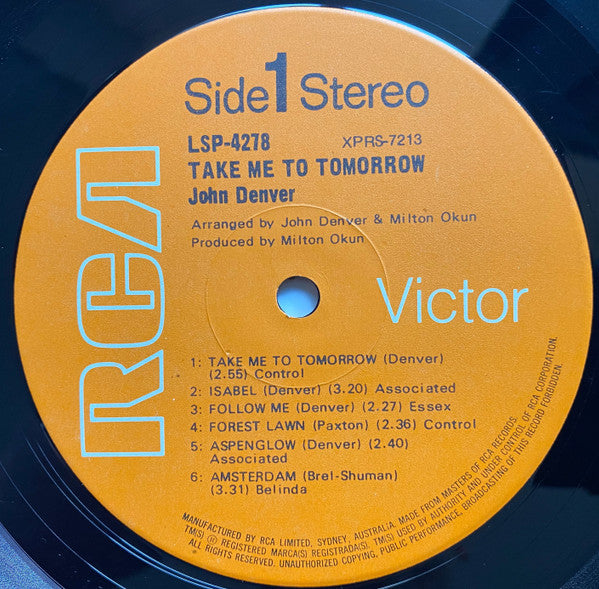 Side 1 Stereo
LSP-4278 XPRS-7213
TAKE ME TO TOMORROW
John Denver
Arranged by John Denver & Milton Okun
Produced by Milton Okun
RCA
Victor
1: TAKE ME TO TOMORROW (Denver)
(2.55) Control
2: ISABEL (Denver) (3.20) Associated
3: FOLLOW ME (Denver) (2.27) Essex
4: FOREST LAWN (Paxton) (2.36) Control
5: ASPENGLOW (Denver) (2.40)
Associated
6: AMSTERDAM (Brel-Shuman)
(3.31) Belinda
MANUFACTURED BY RCA LIMITED, SYDNEY, AUSTRALIA. MADE FROM MASTERS OF RCA RECORDS.
TM(S) ® REGISTERED MARCA(S) REGISTRADA(S). TM(S) USED BY AUTHORITY AND UNDER CONTROL OF RCA CORPORATION.
ALL RIGHTS RESERVED. UNAUTHORIZED COPYING, PUBLIC PERFORMANCE, BROADCASTING OF THIS RECORD FORBIDDEN.